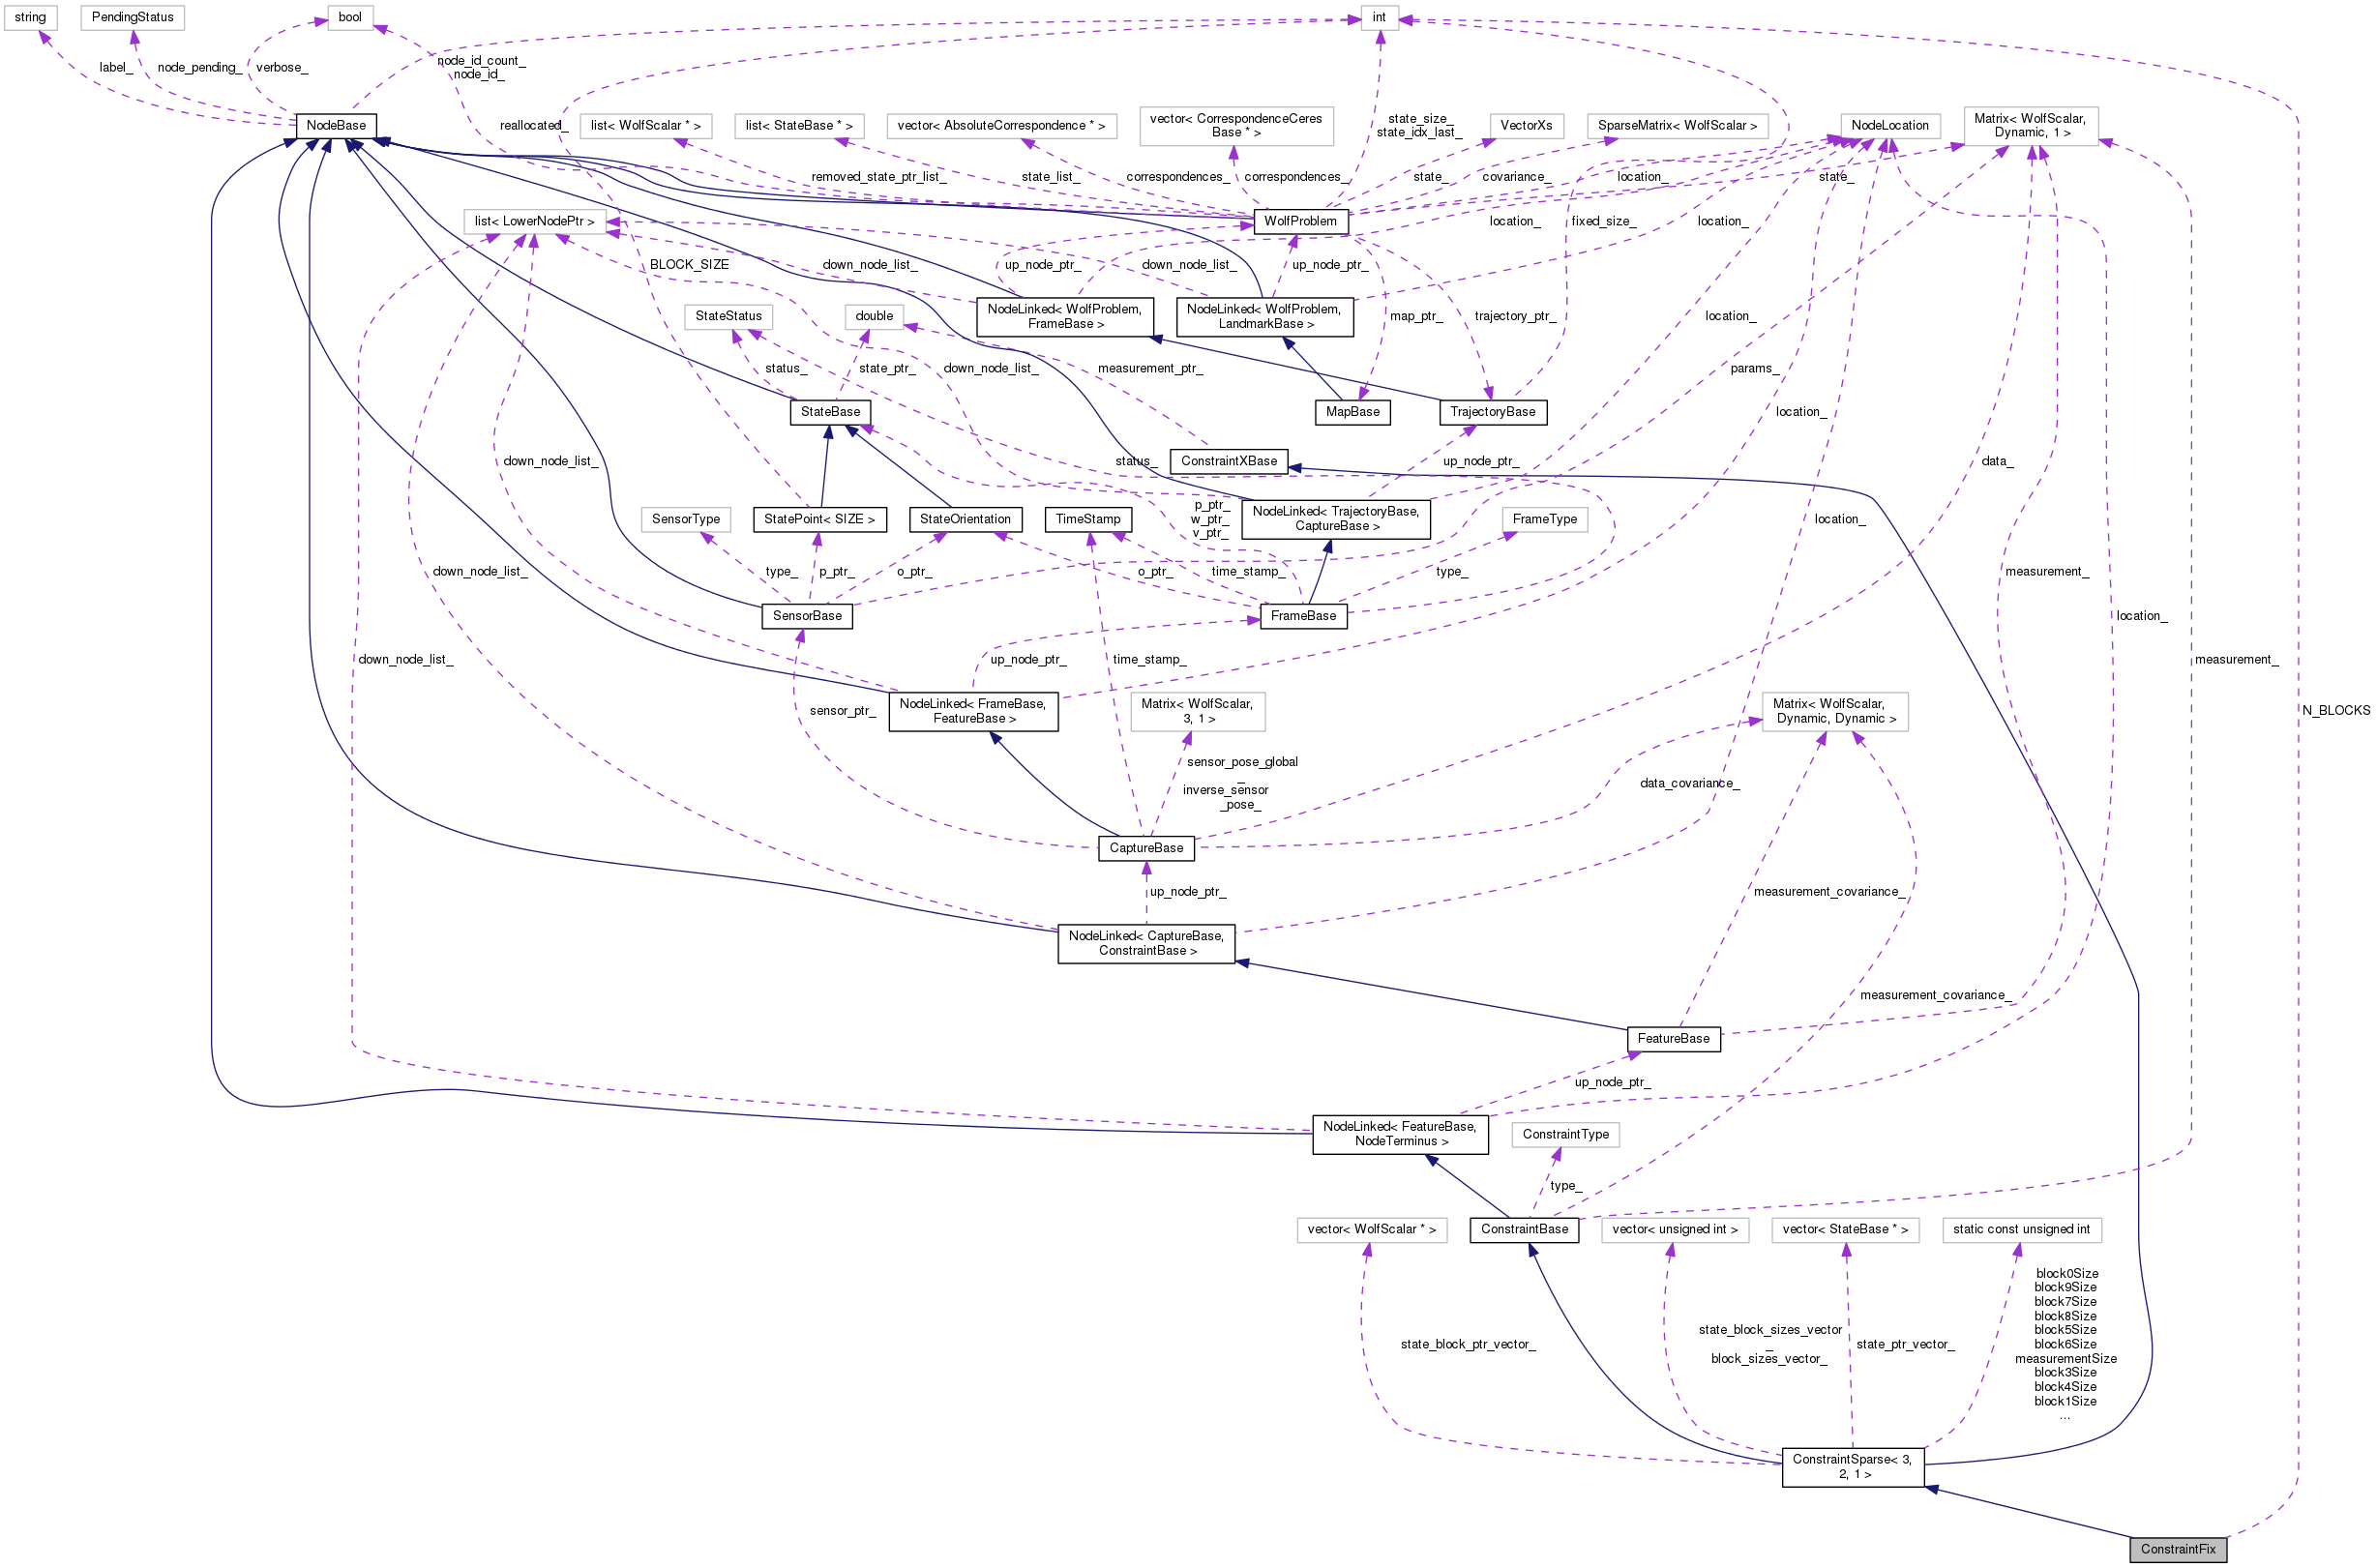 string
PendingStatus
bool
int
label_
node_pending_
verbose_
node_id_count_
node_id_
NodeBase
reallocated_
list< WolfScalar * >
list< StateBase * >
vector< AbsoluteCorrespondence * >
vector< CorrespondenceCeres
Base * >
state_size_
state_idx_last_
VectorXs
SparseMatrix< WolfScalar >
NodeLocation
Matrix< WolfScalar,
Dynamic, 1 >
removed_state_ptr_list_
state_list_
correspondences_
correspondences_
state_
covariance_
location_
state_
list< LowerNodePtr >
WolfProblem
location_
fixed_size_
location_
BLOCK_SIZE
down_node_list_
up_node_ptr_
down_node_list_
up_node_ptr_
StateStatus
double
NodeLinked< WolfProblem,
FrameBase >
NodeLinked< WolfProblem,
LandmarkBase >
map_ptr_
trajectory_ptr_
location_
status_
state_ptr_
down_node_list_
measurement_ptr_
params_
StateBase
MapBase
TrajectoryBase
location_
down_node_list_
status_
ConstraintXBase
up_node_ptr_
data_
SensorType
StatePoint< SIZE >
StateOrientation
TimeStamp
p_ptr_
w_ptr_
v_ptr_
NodeLinked< TrajectoryBase,
CaptureBase >
FrameType
location_
down_node_list_
type_
p_ptr_
o_ptr_
o_ptr_
time_stamp_
type_
measurement_
SensorBase
FrameBase
location_
down_node_list_
up_node_ptr_
time_stamp_
measurement_
sensor_ptr_
NodeLinked< FrameBase,
FeatureBase >
Matrix< WolfScalar,
3, 1 >
Matrix< WolfScalar,
Dynamic, Dynamic >
N_BLOCKS
sensor_pose_global
_
inverse_sensor
_pose_
data_covariance_
CaptureBase
up_node_ptr_
measurement_covariance_
NodeLinked< CaptureBase,
ConstraintBase >
measurement_covariance_
FeatureBase
up_node_ptr_
NodeLinked< FeatureBase,
NodeTerminus >
ConstraintType
type_
vector< WolfScalar * >
ConstraintBase
vector< unsigned int >
vector< StateBase * >
static const unsigned int
state_block_ptr_vector_
state_block_sizes_vector
_
block_sizes_vector_
state_ptr_vector_
block0Size
block9Size
block7Size
block8Size
block5Size
block6Size
measurementSize
block3Size
block4Size
block1Size
...
ConstraintSparse< 3,
2, 1 >
ConstraintFix